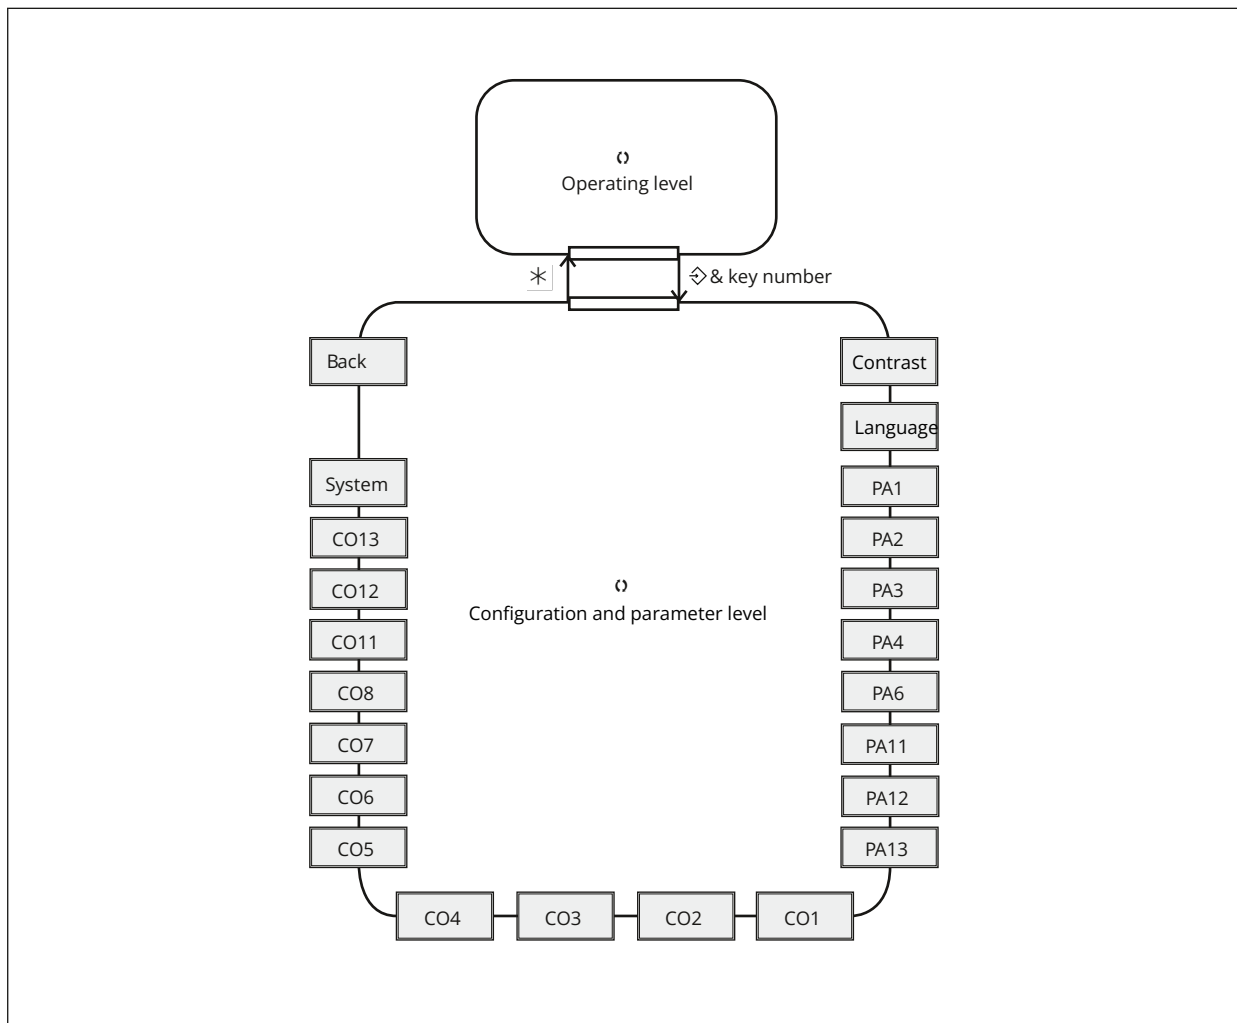 Operating level
& key number
Back
Contrast
Language
System
PA1
CO13
PA2
CO12
PA3
Configuration and parameter level
CO11
PA4
CO8
PA6
CO7
PA11
CO6
PA12
CO5
PA13
CO4
CO3
CO2
CO1